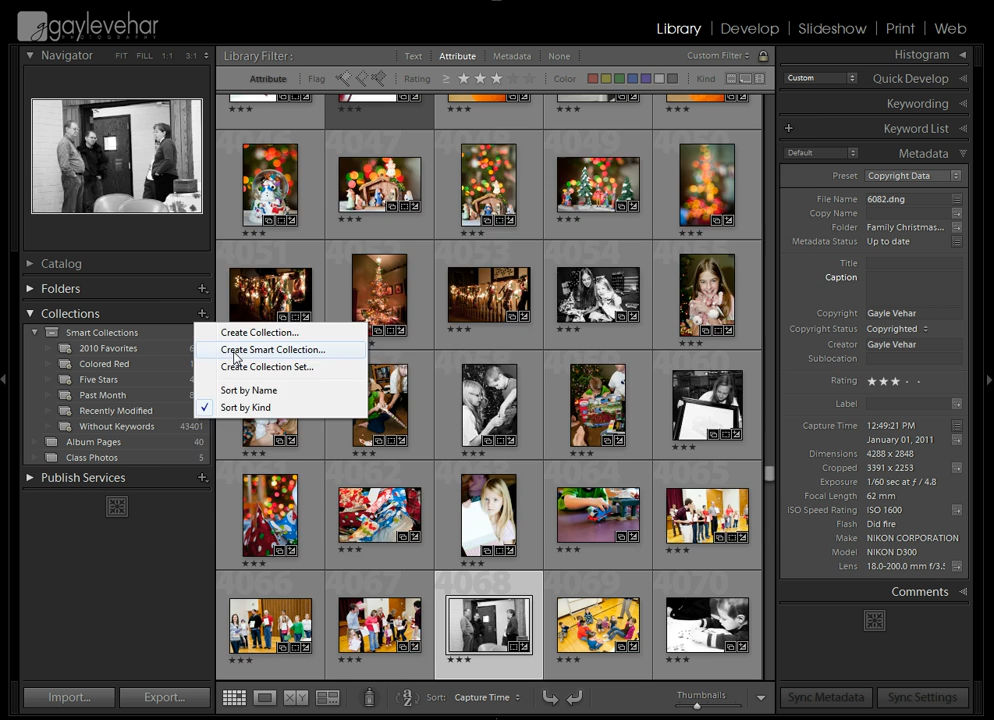 gaylevehar
PHOTOGRAPHY
Library | Develop | Slideshow | Print | Web
Navigator FIT FILL 1:1 3:1
Catalog
Folders
Collections
Smart Collections
2010 Favorites
Colored Red
Five Stars
Past Month
Recently Modified
Without Keywords 43401
Album Pages 40
Class Photos 5
Publish Services
Create Collection...
Create Smart Collection...
Create Collection Set...
Sort by Name
Sort by Kind
Import...
Export...
Library Filter : Text Attribute Metadata None Custom Filter
Attribute Flag Rating ≥ ★ ★ ★ ★ ★ Color Kind
4046 4047
4065
4066 4067 4068 4069 4070
Sort: Capture Time
Thumbnails
Histogram
Custom Quick Develop
Keywording
Keyword List
Default Metadata
Preset Copyright Data
File Name 6082.dng
Copy Name
Folder Family Christmas...
Metadata Status Up to date
Title
Caption
Copyright Gayle Vehar
Copyright Status Copyrighted
Creator Gayle Vehar
Sublocation
Rating ★ ★ ★ · ·
Label
Capture Time 12:49:21 PM
January 01, 2011
Dimensions 4288 x 2848
Cropped 3391 x 2253
Exposure 1/60 sec at ƒ / 4.8
Focal Length 62 mm
ISO Speed Rating ISO 1600
Flash Did fire
Make NIKON CORPORATION
Model NIKON D300
Lens 18.0-200.0 mm f/3.5
Comments
Sync Metadata
Sync Settings